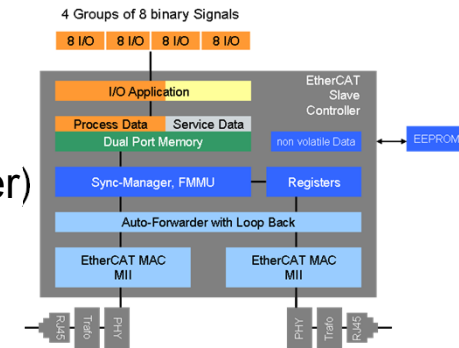 4 Groups of 8 binary Signals
8 I/O 8 I/O 8 I/O 8 I/O
EtherCAT
Slave
Controller
I/O Application
Process Data Service Data
Dual Port Memory
non volatile Data
EEPROM
er)
Sync-Manager, FMMU
Registers
Auto-Forwarder with Loop Back
EtherCAT MAC
MII
EtherCAT MAC
MII
RJ45 Trafo PHY
PHY Trafo RJ45